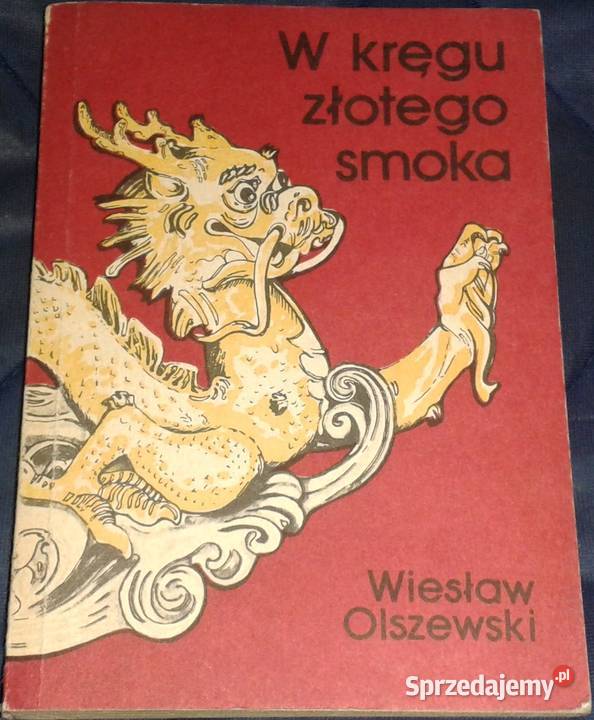 W kręgu
złotego
smoka
Wiesław
Olszewski
Sprzedajemy.pl